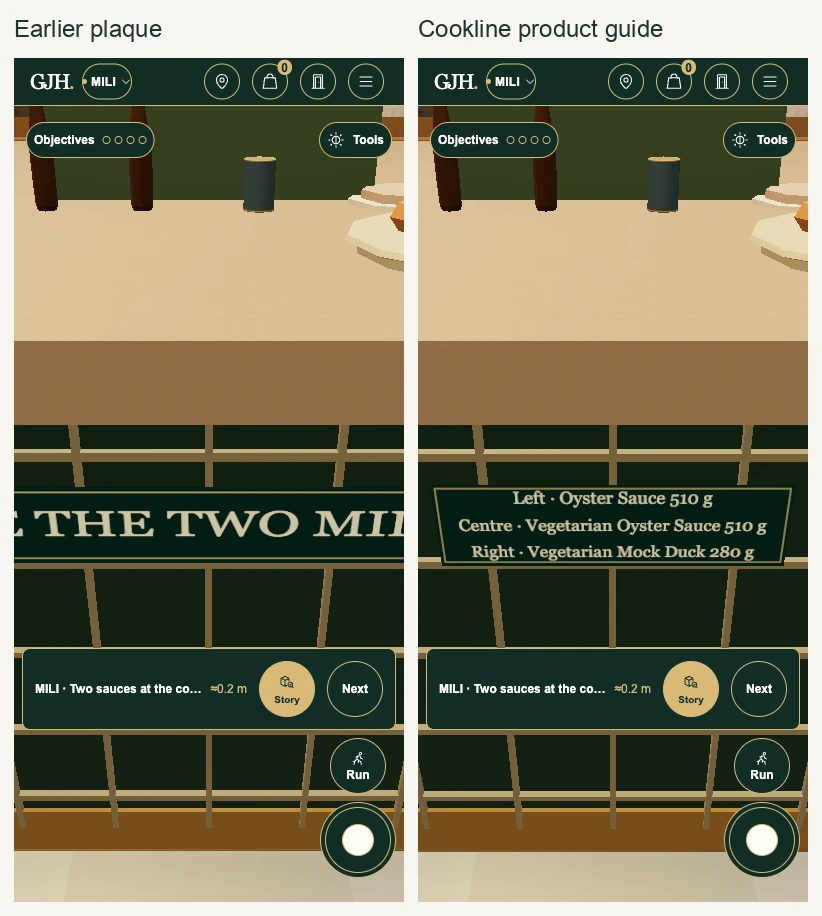 Earlier plaque
GJH.
MILI
0
Objectives
Tools
THE TWO
MILI · Two sauces at the co...
≈0.2 m
Story
Next
Run
Cookline product guide
GJH.
MILI
0
Objectives
Tools
Left · Oyster Sauce 510 g
Centre · Vegetarian Oyster Sauce 510 g
Right · Vegetarian Mock Duck 280 g
MILI · Two sauces at the co...
≈0.2 m
Story
Next
Run